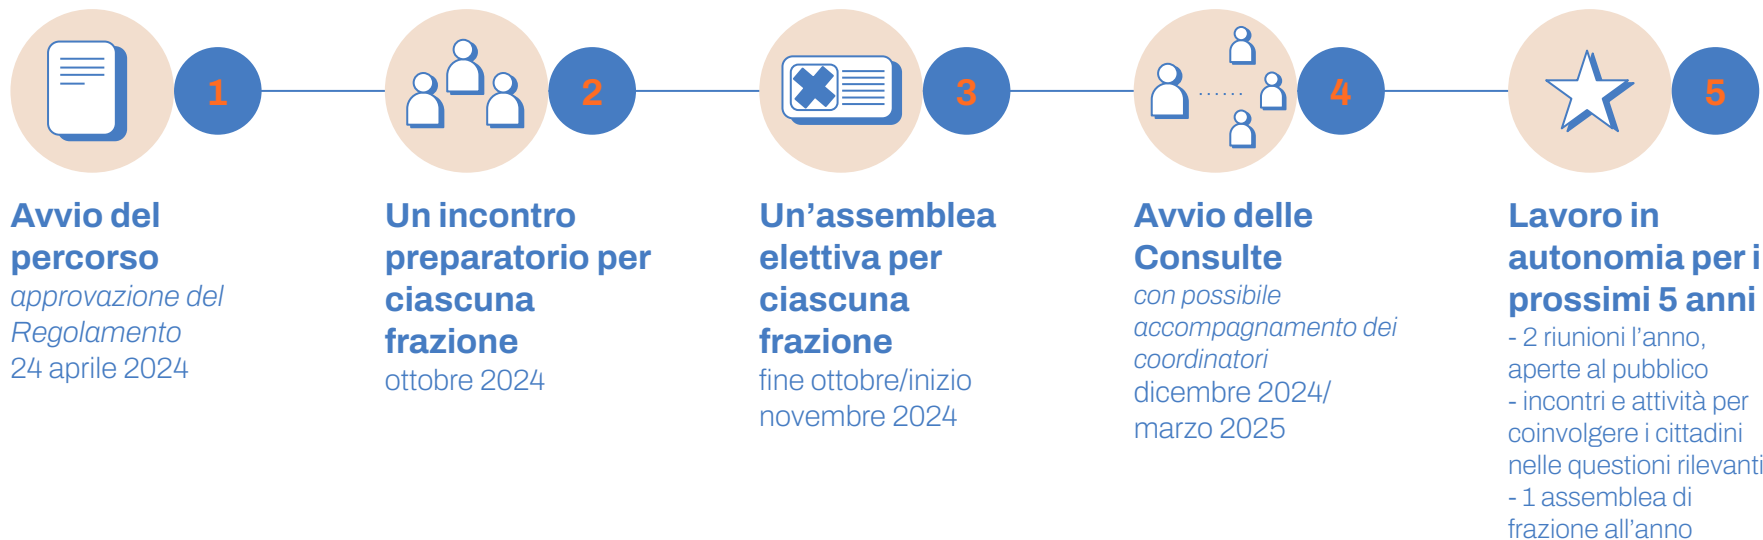 1
Avvio del
percorso
approvazione del
Regolamento
24 aprile 2024
2
Un incontro
preparatorio per
ciascuna
frazione
ottobre 2024
3
Un’assemblea
elettiva per
ciascuna
frazione
fine ottobre/inizio
novembre 2024
4
Avvio delle
Consulte
con possibile
accompagnamento dei
coordinatori
dicembre 2024/
marzo 2025
5
Lavoro in
autonomia per i
prossimi 5 anni
- 2 riunioni l’anno,
aperte al pubblico
- incontri e attività per
coinvolgere i cittadini
nelle questioni rilevanti
- 1 assemblea di
frazione all’anno